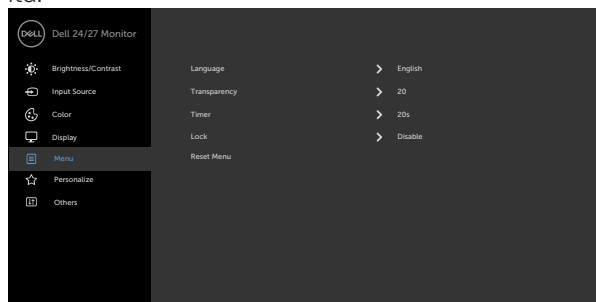 DELL Dell 24/27 Monitor
Brightness/Contrast Language English
Input Source Transparency 20
Color Timer 20s
Display Lock Disable
Menu Reset Menu
Personalize
Others